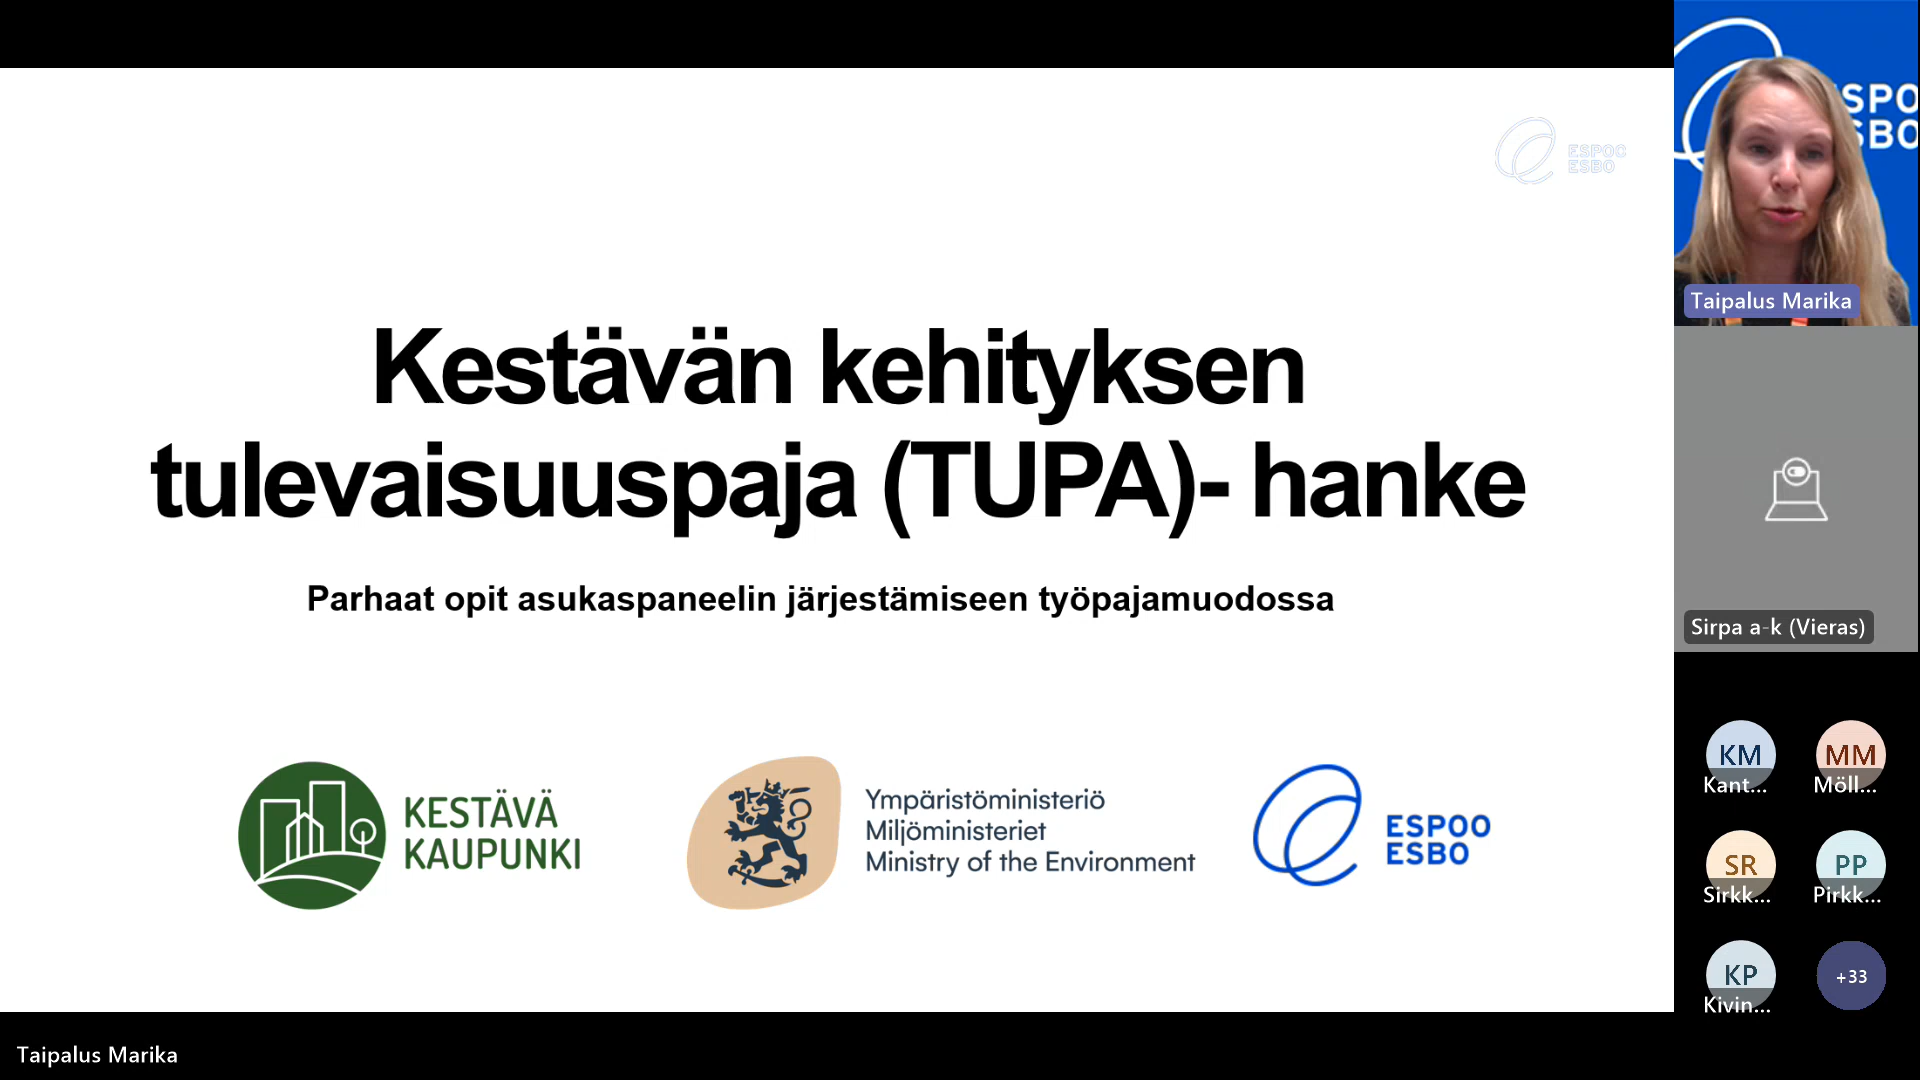 ESPOO
ESBO
Kestävän kehityksen
tulevaisuuspaja (TUPA)- hanke
Parhaat opit asukaspaneelin järjestämiseen työpajamuodossa
KESTÄVÄ
KAUPUNKI
Ympäristöministeriö
Miljöministeriet
Ministry of the Environment
ESPOO
ESBO
Taipalus Marika
SPO
SBO
Taipalus Marika
Sirpa a-k (Vieras)
KM
Kant...
MM
Möll...
SR
Sirkk...
PP
Pirkk...
KP
Kivin...
+33